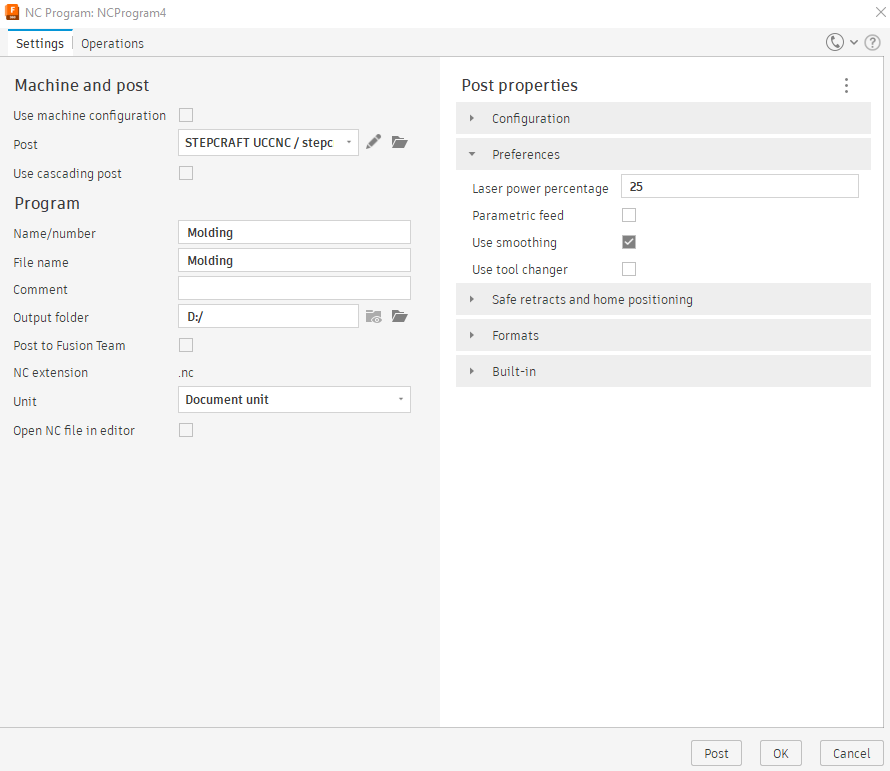 NC Program: NCProgram4
Settings Operations
Machine and post
Use machine configuration
Post STEPCRAFT UCCNC / stepc
Use cascading post
Program
Name/number Molding
File name Molding
Comment
Output folder D:/
Post to Fusion Team
NC extension .nc
Unit Document unit
Open NC file in editor
Post properties
Configuration
Preferences
Laser power percentage 25
Parametric feed
Use smoothing
Use tool changer
Safe retracts and home positioning
Formats
Built-in
Post OK Cancel